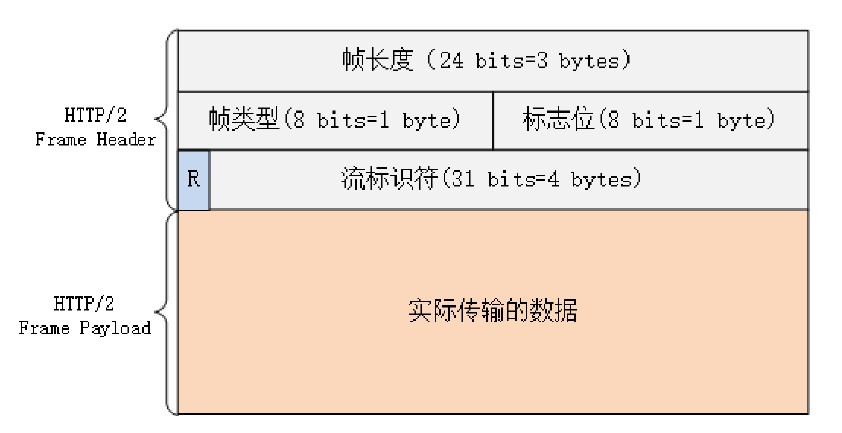 帧长度（24 bits=3 bytes)
HTTP/2
Frame Header
帧类型(8 bits=1 byte)
标志位(8 bits=1 byte)
R
流标识符(31 bits=4 bytes)
HTTP/2
Frame Payload
实际传输的数据